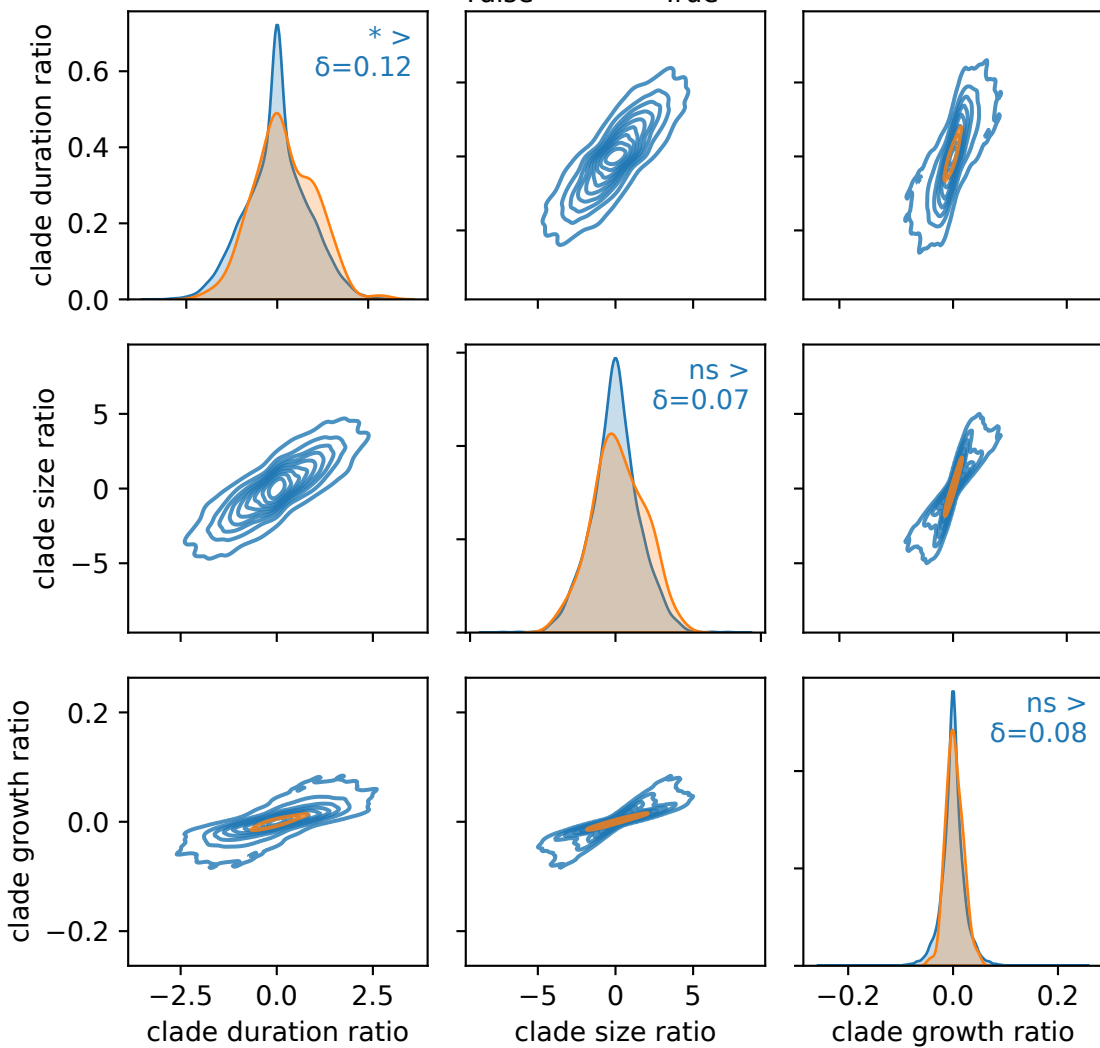 clade duration ratio
0.6
0.4
0.2
0.0
* >
δ=0.12
clade size ratio
5
0
−5
ns >
δ=0.07
clade growth ratio
0.2
0.0
−0.2
ns >
δ=0.08
−2.5 0.0 2.5
clade duration ratio
−5 0 5
clade size ratio
−0.2 0.0 0.2
clade growth ratio